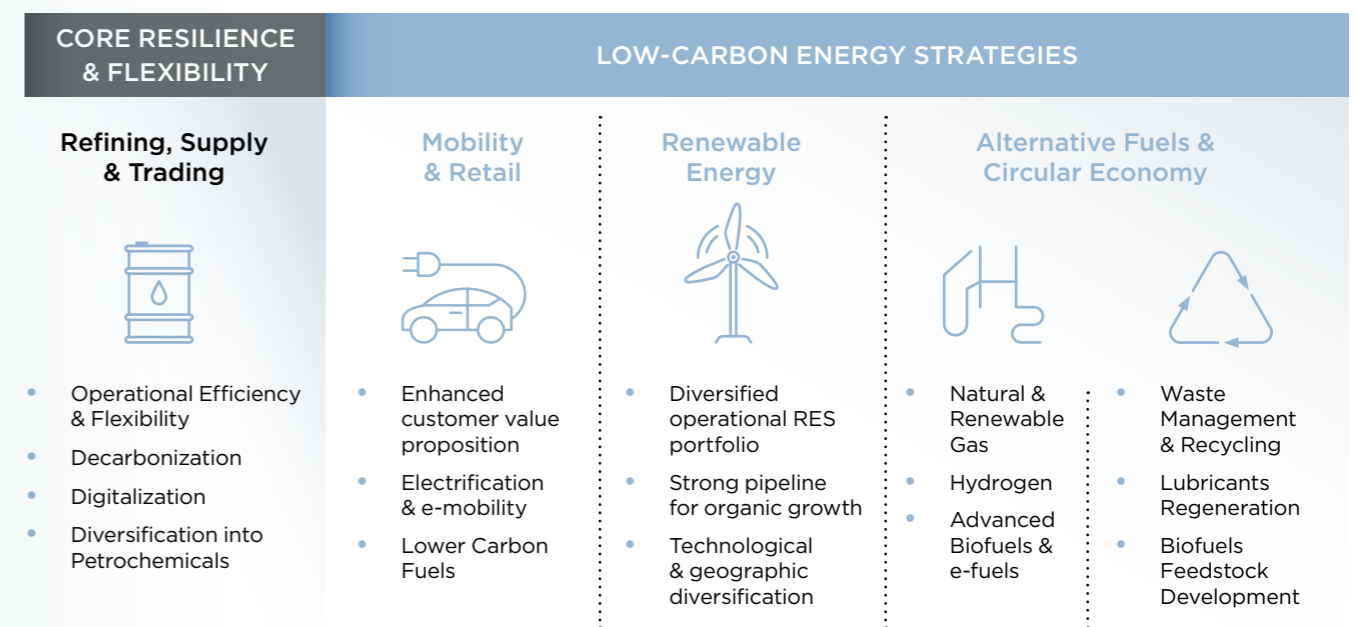 CORE RESILIENCE
& FLEXIBILITY
LOW-CARBON ENERGY STRATEGIES
Refining, Supply
& Trading
• Operational Efficiency
& Flexibility
• Decarbonization
• Digitalization
• Diversification into
Petrochemicals
Mobility
& Retail
• Enhanced
customer value
proposition
• Electrification
& e-mobility
• Lower Carbon
Fuels
Renewable
Energy
• Diversified
operational RES
portfolio
• Strong pipeline
for organic growth
• Technological
& geographic
diversification
Alternative Fuels &
Circular Economy
• Natural &
Renewable
Gas
• Hydrogen
• Advanced
Biofuels &
e-fuels
• Waste
Management
& Recycling
• Lubricants
Regeneration
• Biofuels
Feedstock
Development